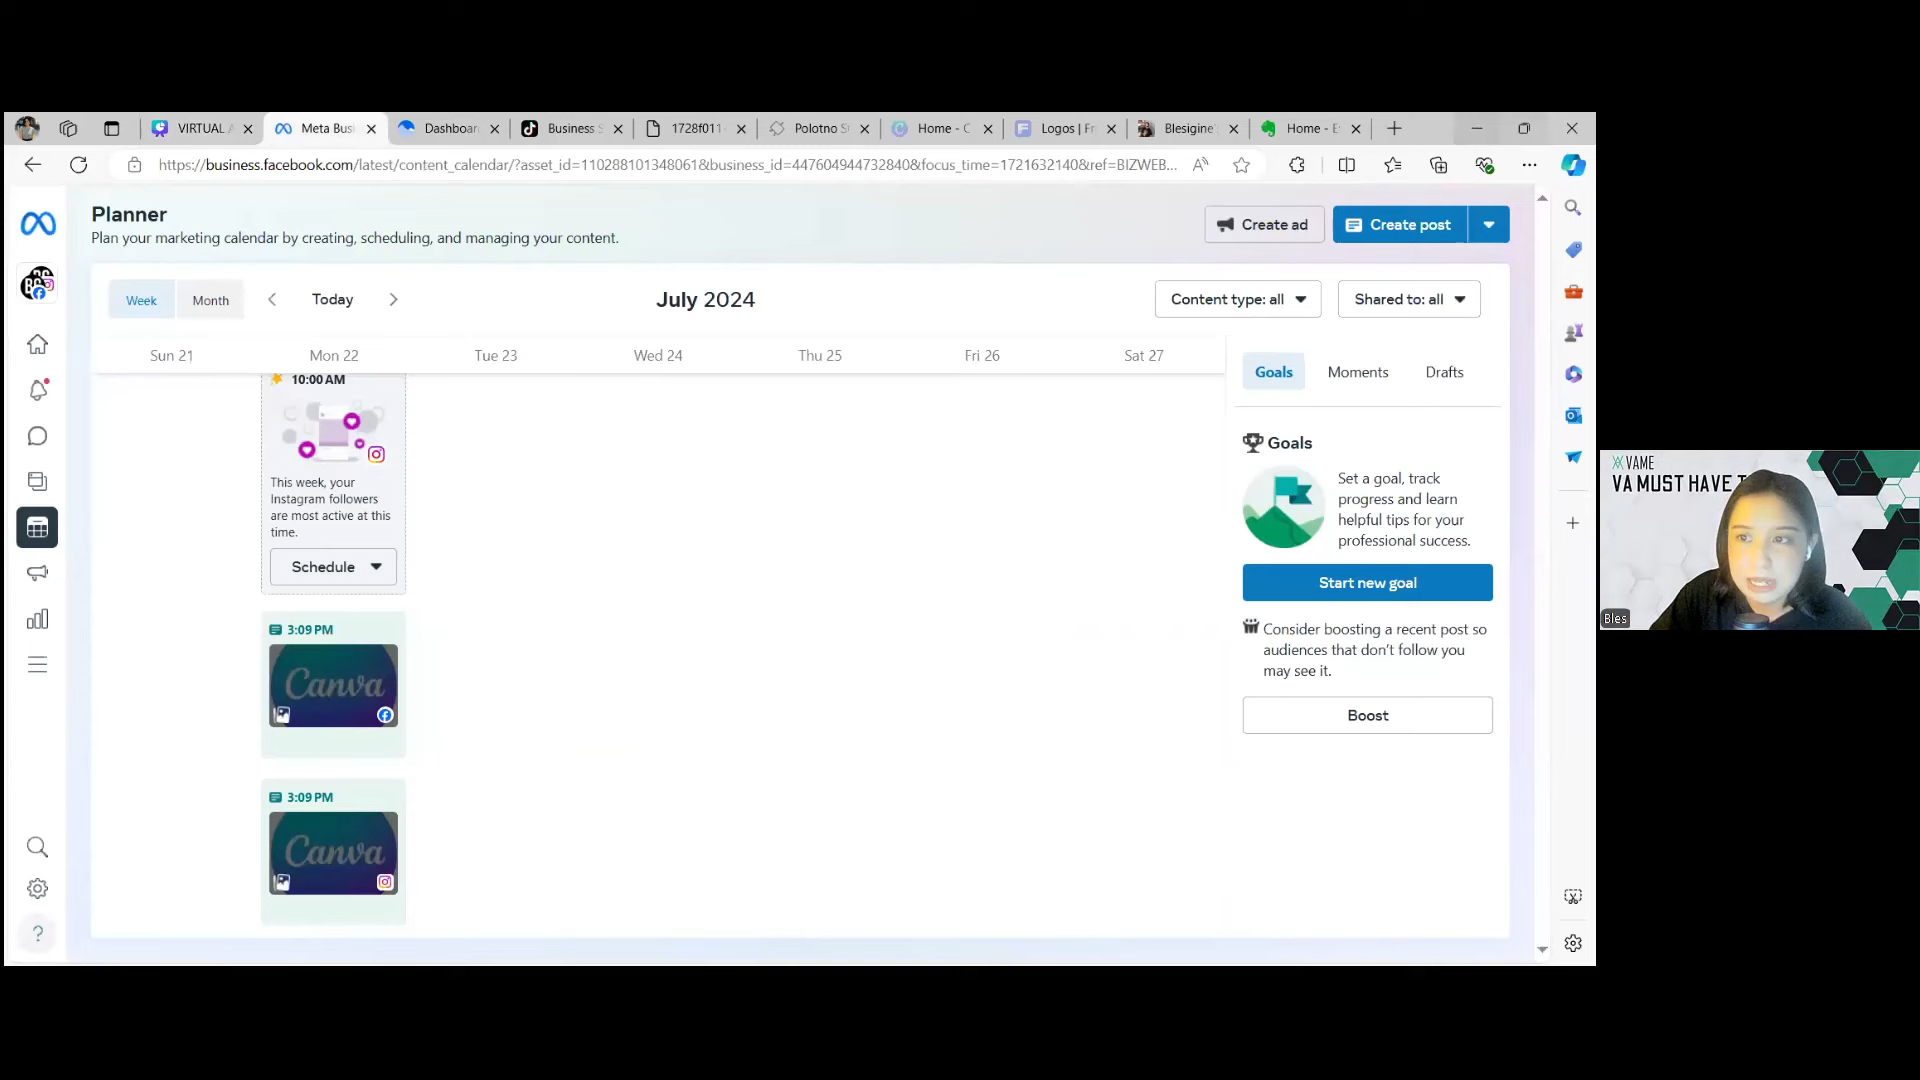 VIRTUAL A
Meta Busi
Dashboar
Business S
1728f011-
Polotno S
Home - C
Logos | Fr
Blesigine'
Home - E
https://business.facebook.com/latest/content_calendar/?asset_id=110288101348061&business_id=447604944732840&focus_time=1721632140&ref=BIZWEB...
Planner
Plan your marketing calendar by creating, scheduling, and managing your content.
Create ad
Create post
Week
Month
Today
July 2024
Content type: all
Shared to: all
Sun 21
Mon 22
Tue 23
Wed 24
Thu 25
Fri 26
Sat 27
10:00 AM
This week, your
Instagram followers
are most active at this
time.
Schedule
3:09 PM
Canva
3:09 PM
Canva
Goals
Moments
Drafts
Goals
Set a goal, track
progress and learn
helpful tips for your
professional success.
Start new goal
Consider boosting a recent post so
audiences that don't follow you
may see it.
Boost
VAME
VA MUST HAVE T
Bles